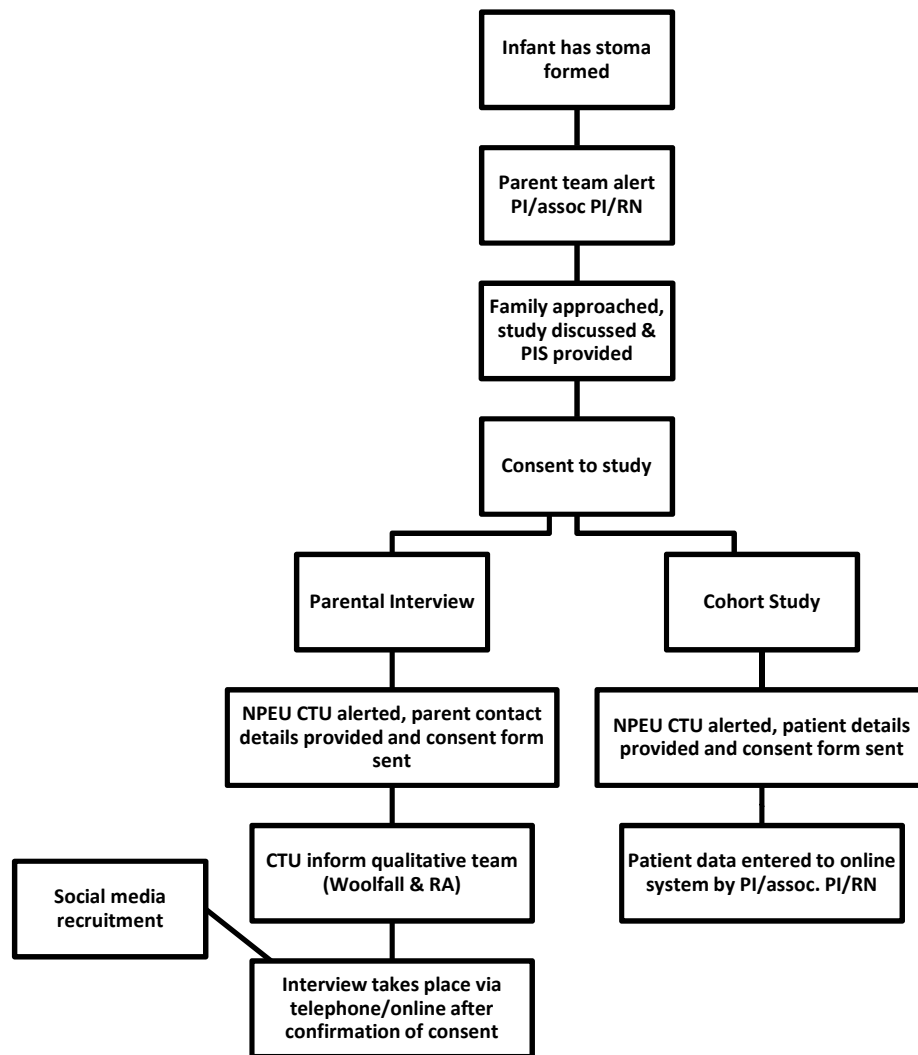 Infant has stoma
formed
Parent team alert
PI/assoc PI/RN
Family approached,
study discussed &
PIS provided
Consent to study
Parental Interview
Cohort Study
NPEU CTU alerted, parent contact
details provided and consent form
sent
NPEU CTU alerted, patient details
provided and consent form sent
CTU inform qualitative team
(Woolfall & RA)
Patient data entered to online
system by PI/assoc. PI/RN
Social media
recruitment
Interview takes place via
telephone/online after
confirmation of consent